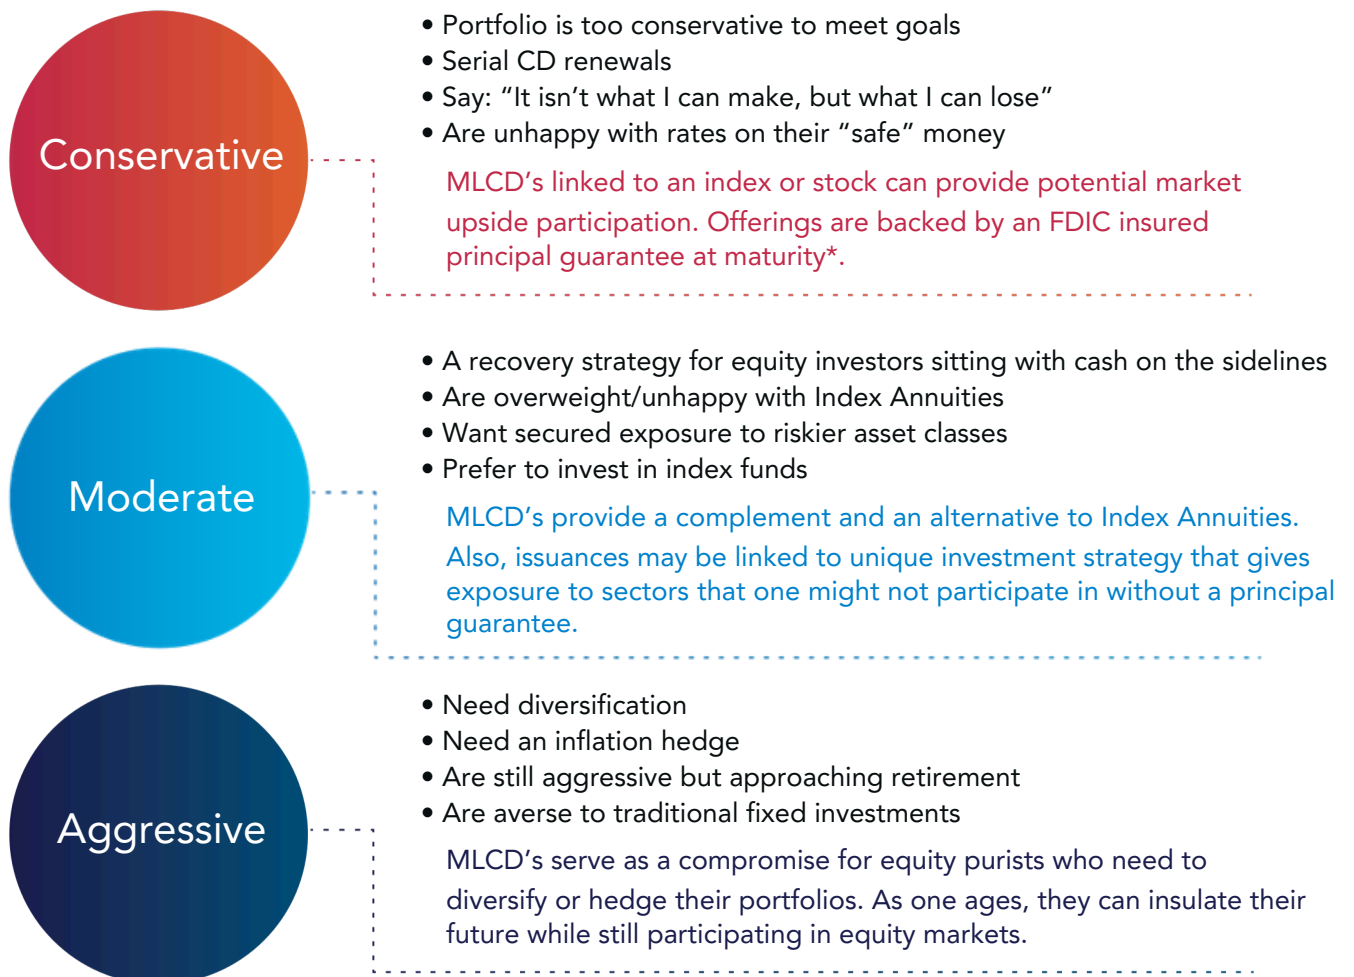 Conservative
• Portfolio is too conservative to meet goals
• Serial CD renewals
• Say: “It isn’t what I can make, but what I can lose”
• Are unhappy with rates on their “safe” money
MLCD’s linked to an index or stock can provide potential market
upside participation. Offerings are backed by an FDIC insured
principal guarantee at maturity*.
Moderate
• A recovery strategy for equity investors sitting with cash on the sidelines
• Are overweight/unhappy with Index Annuities
• Want secured exposure to riskier asset classes
• Prefer to invest in index funds
MLCD’s provide a complement and an alternative to Index Annuities.
Also, issuances may be linked to unique investment strategy that gives
exposure to sectors that one might not participate in without a principal
guarantee.
Aggressive
• Need diversification
• Need an inflation hedge
• Are still aggressive but approaching retirement
• Are averse to traditional fixed investments
MLCD’s serve as a compromise for equity purists who need to
diversify or hedge their portfolios. As one ages, they can insulate their
future while still participating in equity markets.